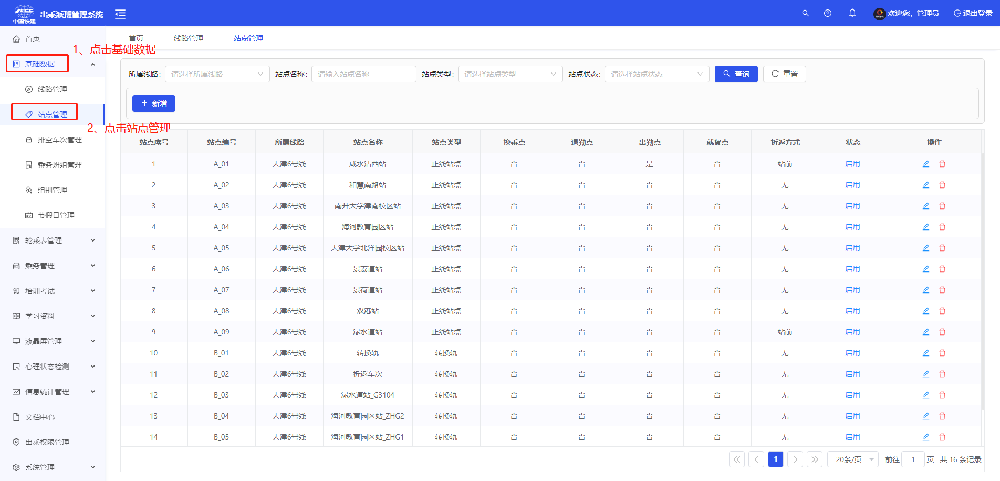 CRCC
中国铁建
出乘派班管理系统
欢迎您，管理员
退出登录
首页
线路管理
站点管理
1、点击基础数据
首页
基础数据
线路管理
站点管理
2、点击站点管理
排空车次管理
乘务班组管理
组别管理
节假日管理
轮乘表管理
乘务管理
培训考试
学习资料
液晶屏管理
心理状态检测
信息统计管理
文档中心
出乘权限管理
系统管理
所属线路： 请选择所属线路 站点名称： 请输入站点名称 站点类型： 请选择站点类型 站点状态： 请选择站点状态 查询 重置
新增
站点序号 站点编号 所属线路 站点名称 站点类型 换乘点 退勤点 出勤点 就餐点 折返方式 状态 操作
1 A_01 天津6号线 咸水沽西站 正线站点 否 否 是 否 站前 启用
2 A_02 天津6号线 和慧南路站 正线站点 否 否 否 否 无 启用
3 A_03 天津6号线 南开大学津南校区站 正线站点 否 否 否 否 无 启用
4 A_04 天津6号线 海河教育园区站 正线站点 否 否 否 否 无 启用
5 A_05 天津6号线 天津大学北洋园校区站 正线站点 否 否 否 否 无 启用
6 A_06 天津6号线 景荔道站 正线站点 否 否 否 否 无 启用
7 A_07 天津6号线 景荷道站 正线站点 否 否 否 否 无 启用
8 A_08 天津6号线 双港站 正线站点 否 否 否 否 无 启用
9 A_09 天津6号线 渌水道站 正线站点 否 否 否 否 站前 启用
10 B_01 天津6号线 转换轨 转换轨 否 否 否 否 无 启用
11 B_02 天津6号线 折返车次 转换轨 否 否 否 否 无 启用
12 B_03 天津6号线 渌水道站_G3104 转换轨 否 否 否 否 无 启用
13 B_04 天津6号线 海河教育园区站_ZHG2 转换轨 否 否 否 否 无 启用
14 B_05 天津6号线 海河教育园区站_ZHG1 转换轨 否 否 否 否 无 启用
1 20条/页 前往 1 页 共 16 条记录